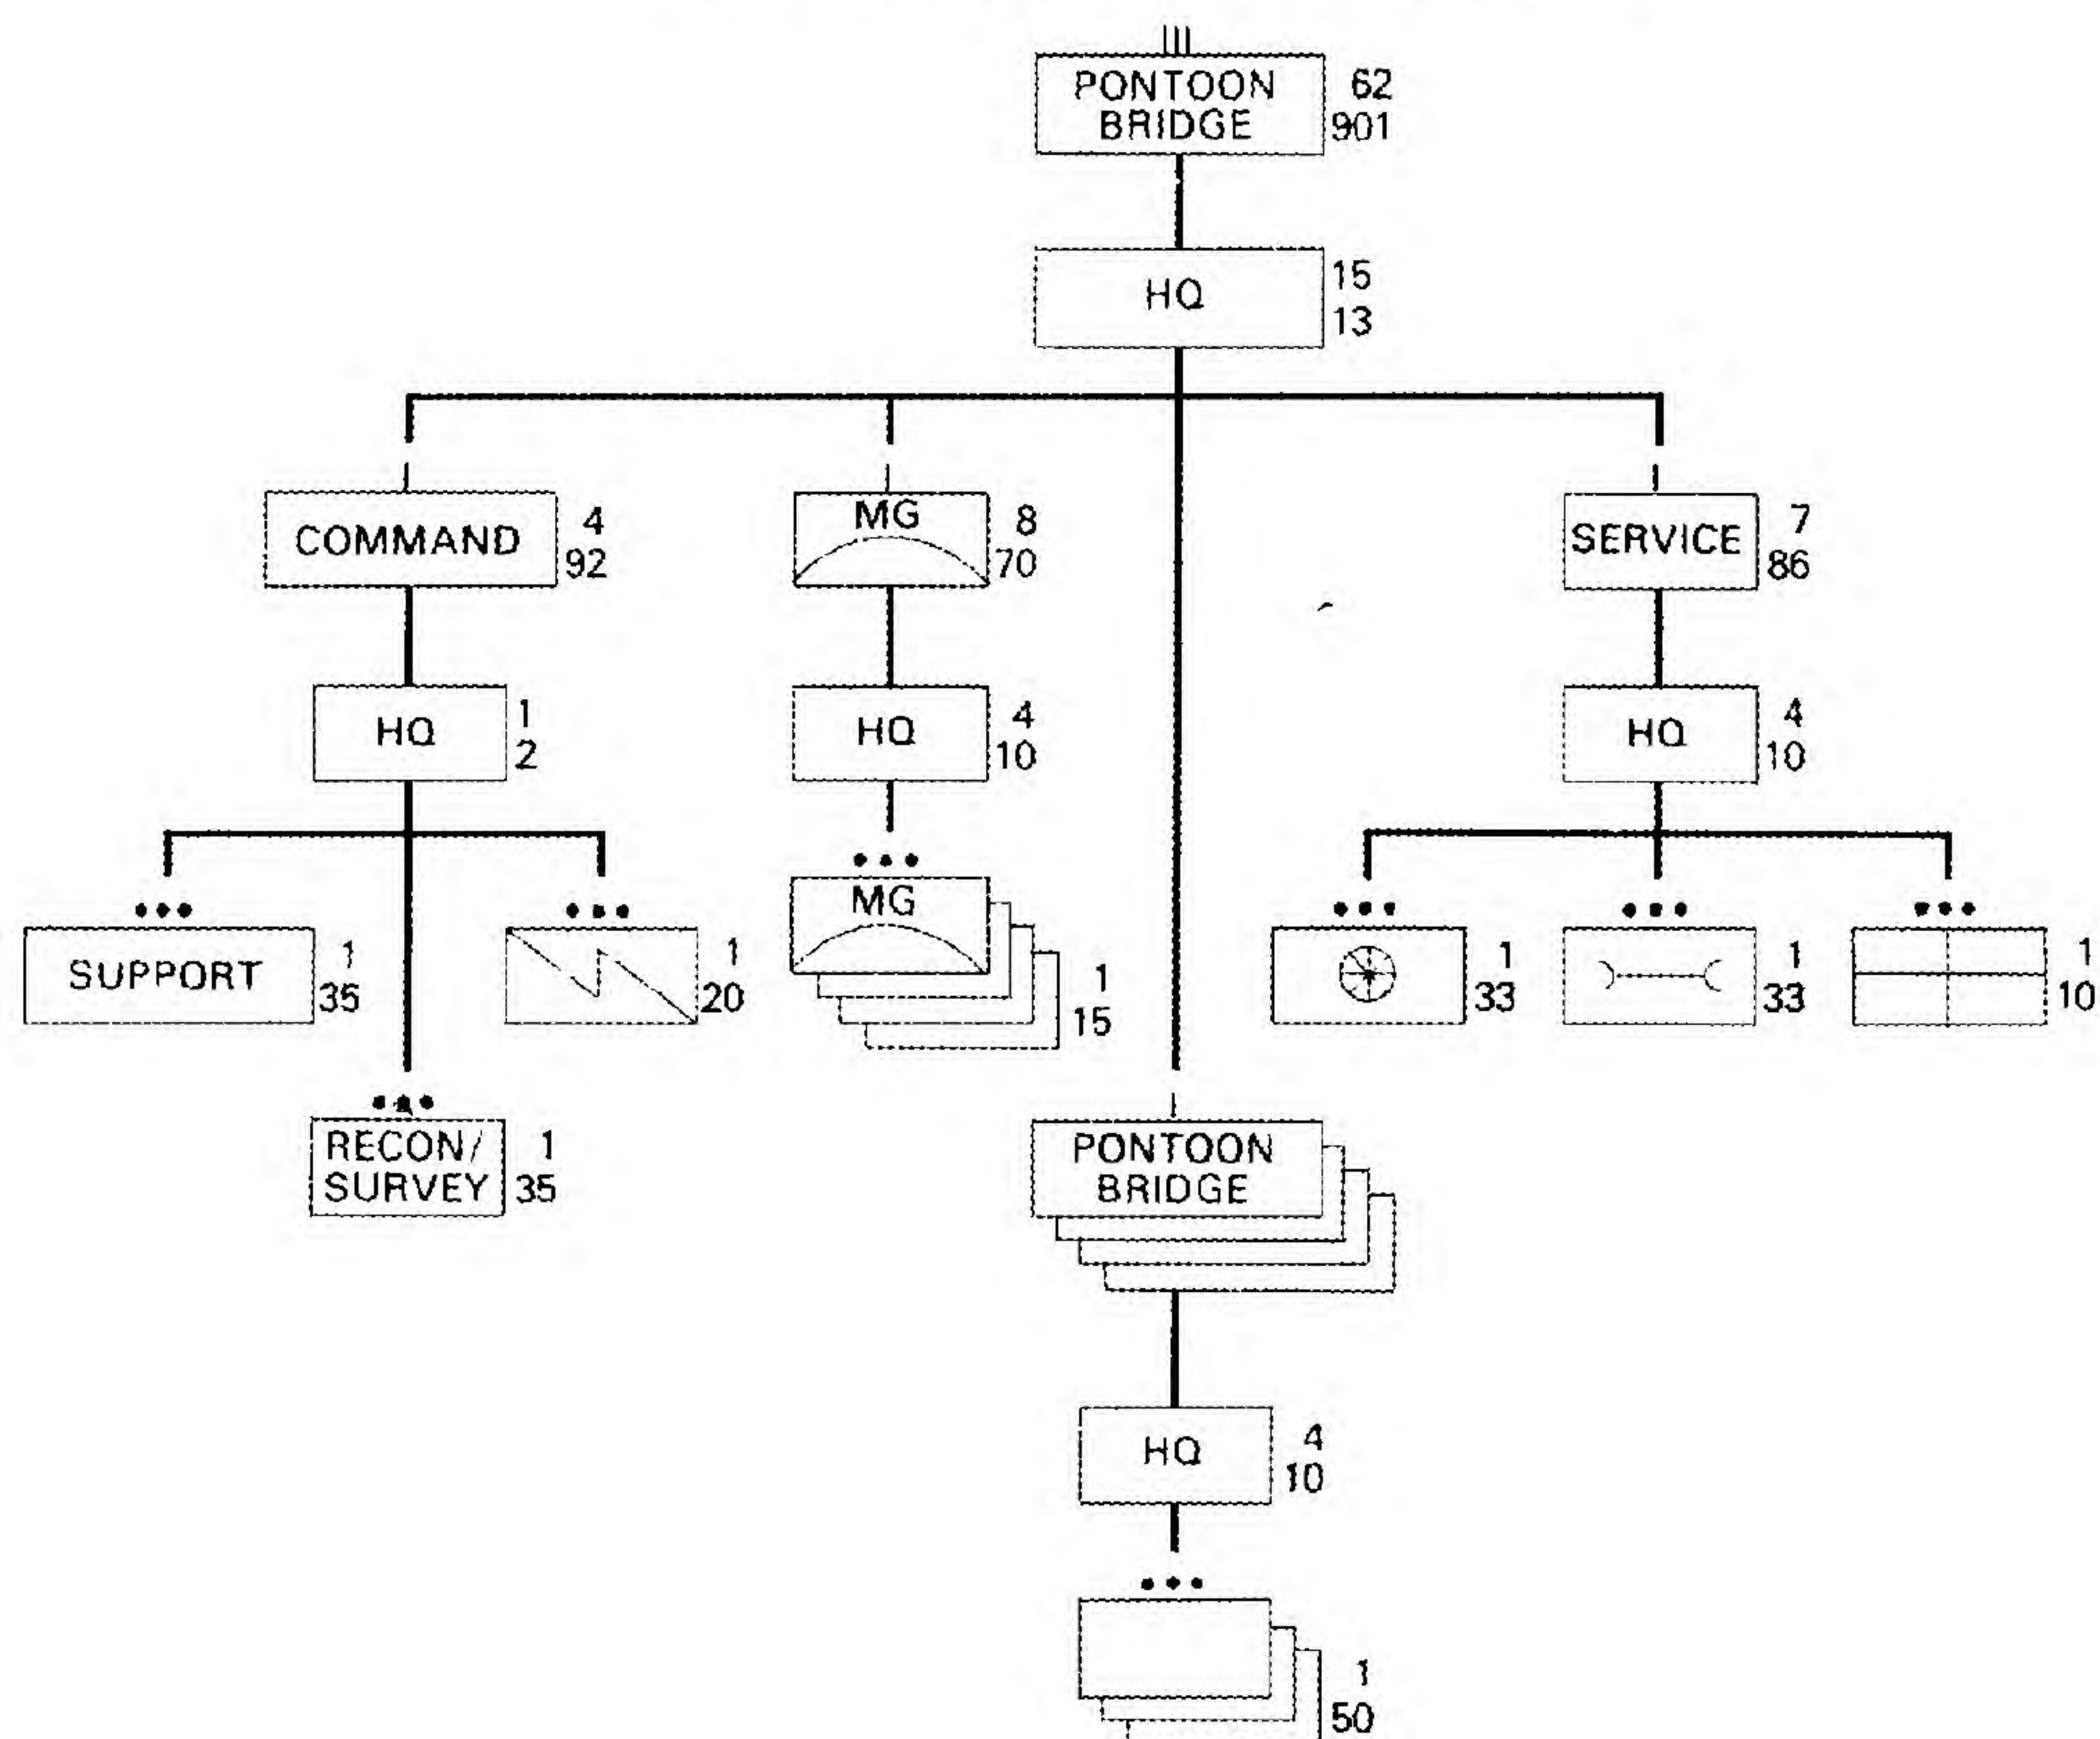 PONTOON 62
BRIDGE 901
HQ 15
13
COMMAND 4
92
MG 8
70
SERVICE 7
86
HQ 1
2
HQ 4
10
HQ 4
10
SUPPORT 1
35
1
20
MG 1
15
1
33
1
33
1
10
RECON/ 1
SURVEY 35
PONTOON
BRIDGE
HQ 4
10
1
50